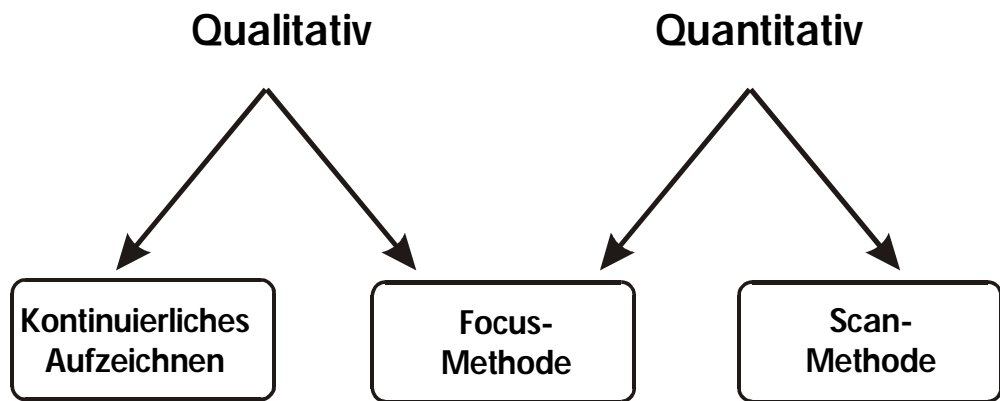 Qualitativ
Quantitativ
Kontinuierliches
Aufzeichnen
Focus-
Methode
Scan-
Methode